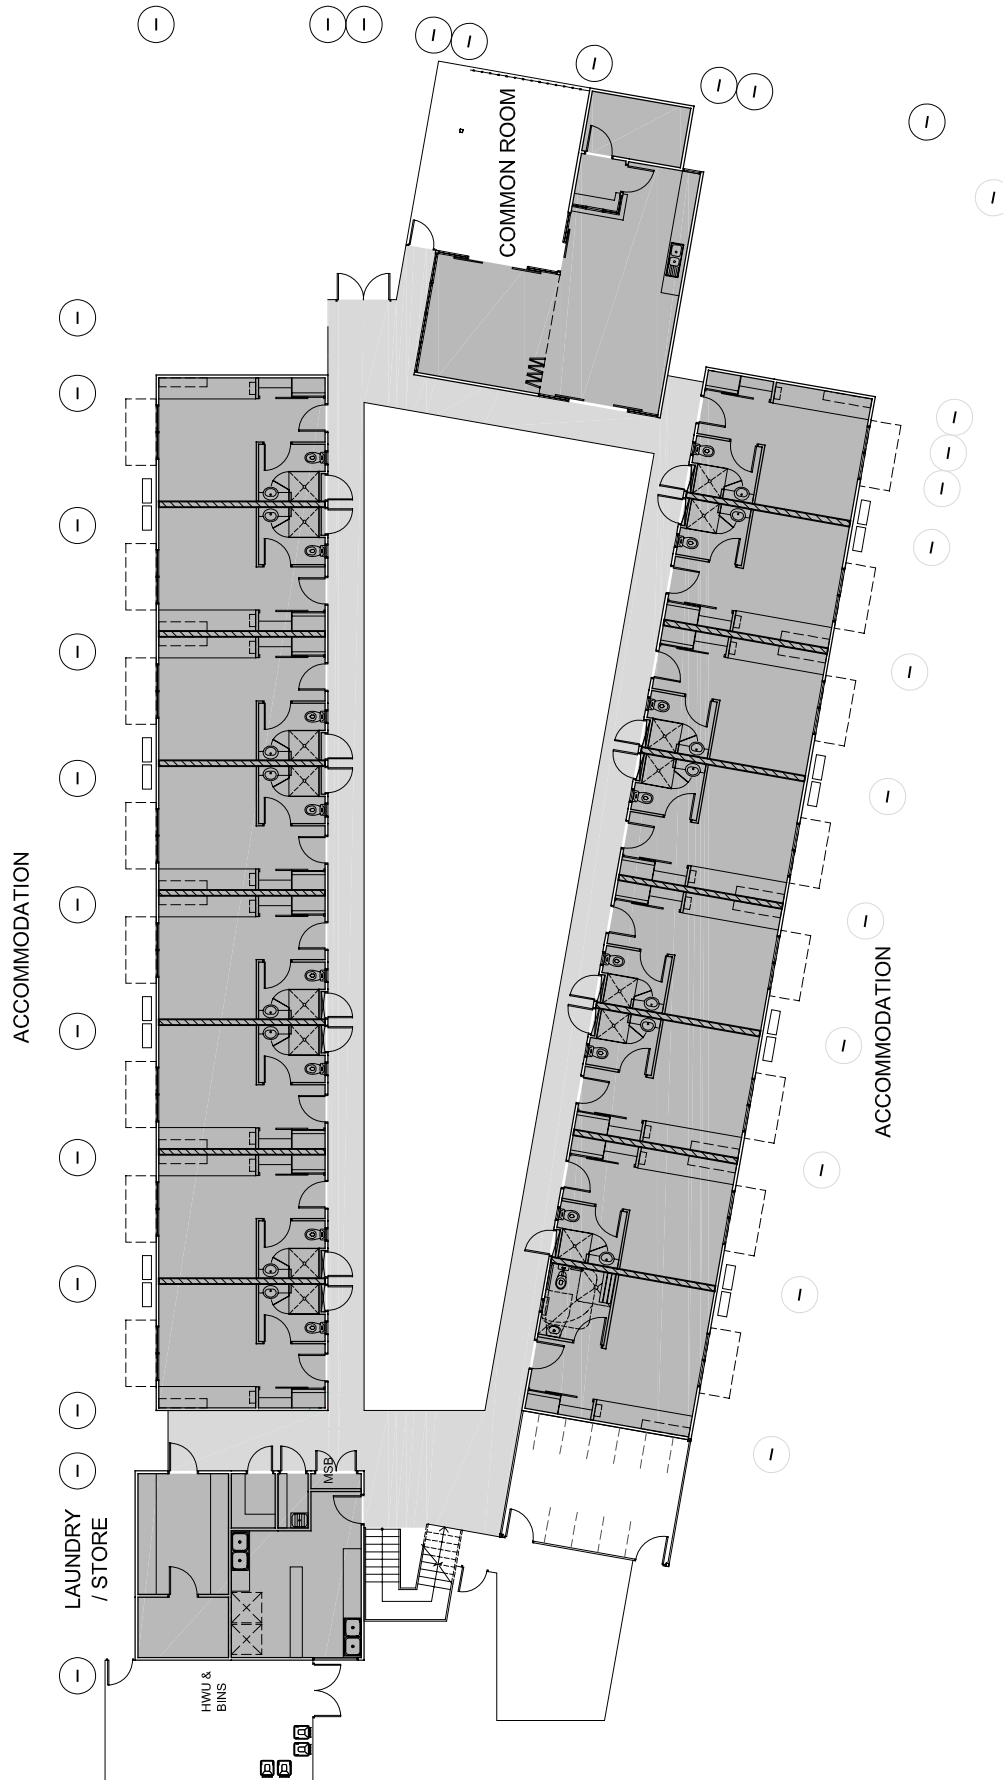 COMMON ROOM
ACCOMMODATION
ACCOMMODATION
MSB
LAUNDRY
/ STORE
HWU &
BINS